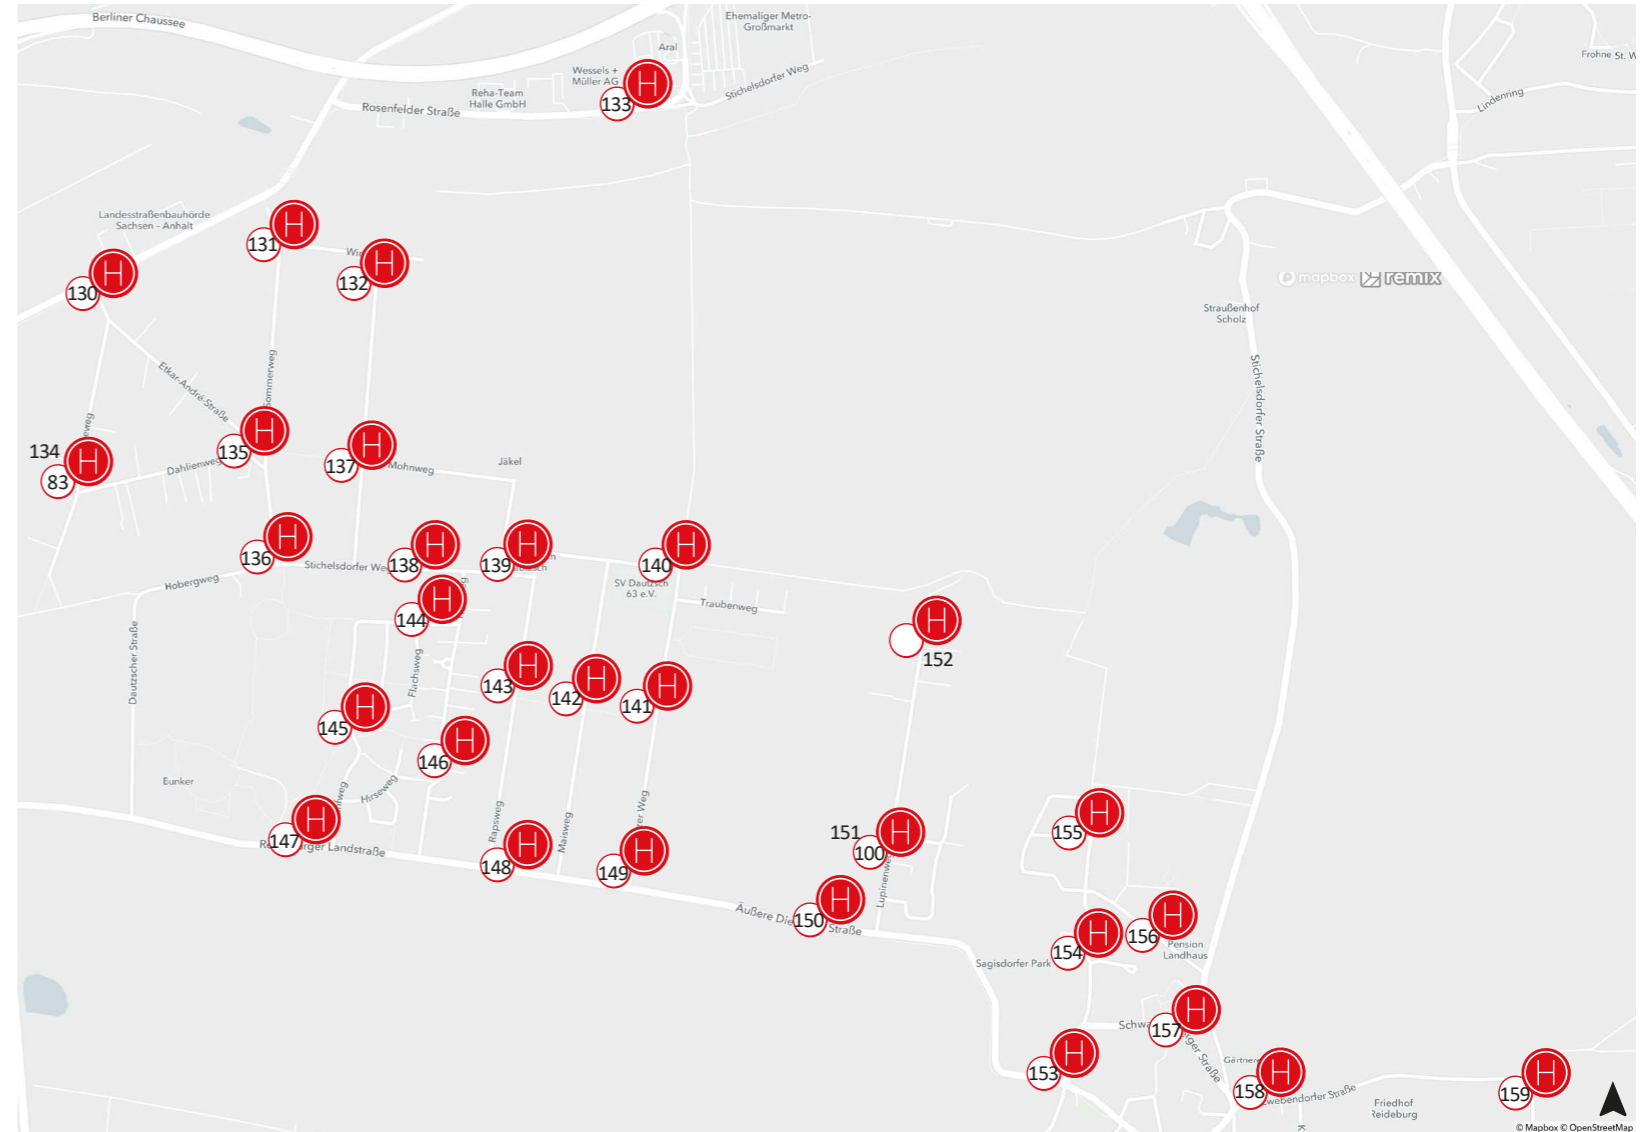 Berliner Chaussee
Ehemaliger Metro-
Großmarkt
Aral
Frohne St. W
Wessels +
Müller AG
H
133
Stichelsdorfer Weg
Reha-Team
Halle GmbH
Rosenfelder Straße
Lindenring
Landesstraßenbauhörde
Sachsen - Anhalt
H
131
H
132
H
130
mapbox remix
Straußenhof
Scholz
Etkar-André-Straße
Sommerweg
Stichelsdorfer Straße
134
H
83
H
135
Dahlienweg
H
137
Mohnweg
Jäkel
H
136
Stichelsdorfer Weg
H
138
H
139
H
140
Hobergweg
SV Dautzsch
63 e.V.
Traubenweg
H
144
H
152
Dautzscher Straße
Flachsweg
H
143
H
142
H
141
H
145
H
146
Eunker
Hirseweg
H
147
Rapsweg
Maisweg
H
148
H
149
151
H
100
Lupinenweg
H
155
H
150
Äußere Die
Straße
H
154
H
156
Pension
Landhaus
Sagisdorfer Park
H
157
H
153
Gärtnere
H
158
Zwebendorfer Straße
Friedhof
Reideburg
H
159
K
© Mapbox © OpenStreetMap